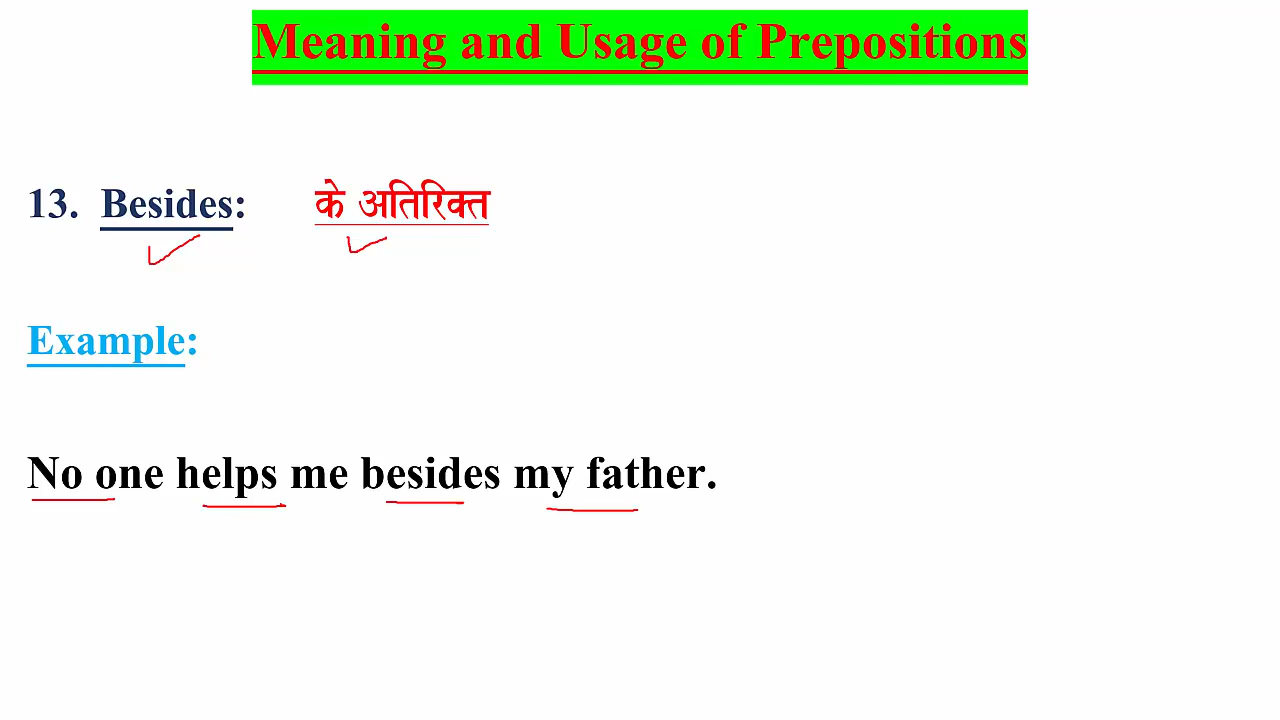 Meaning and Usage of Prepositions
13. Besides: के अतिरिक्त
Example:
No one helps me besides my father.